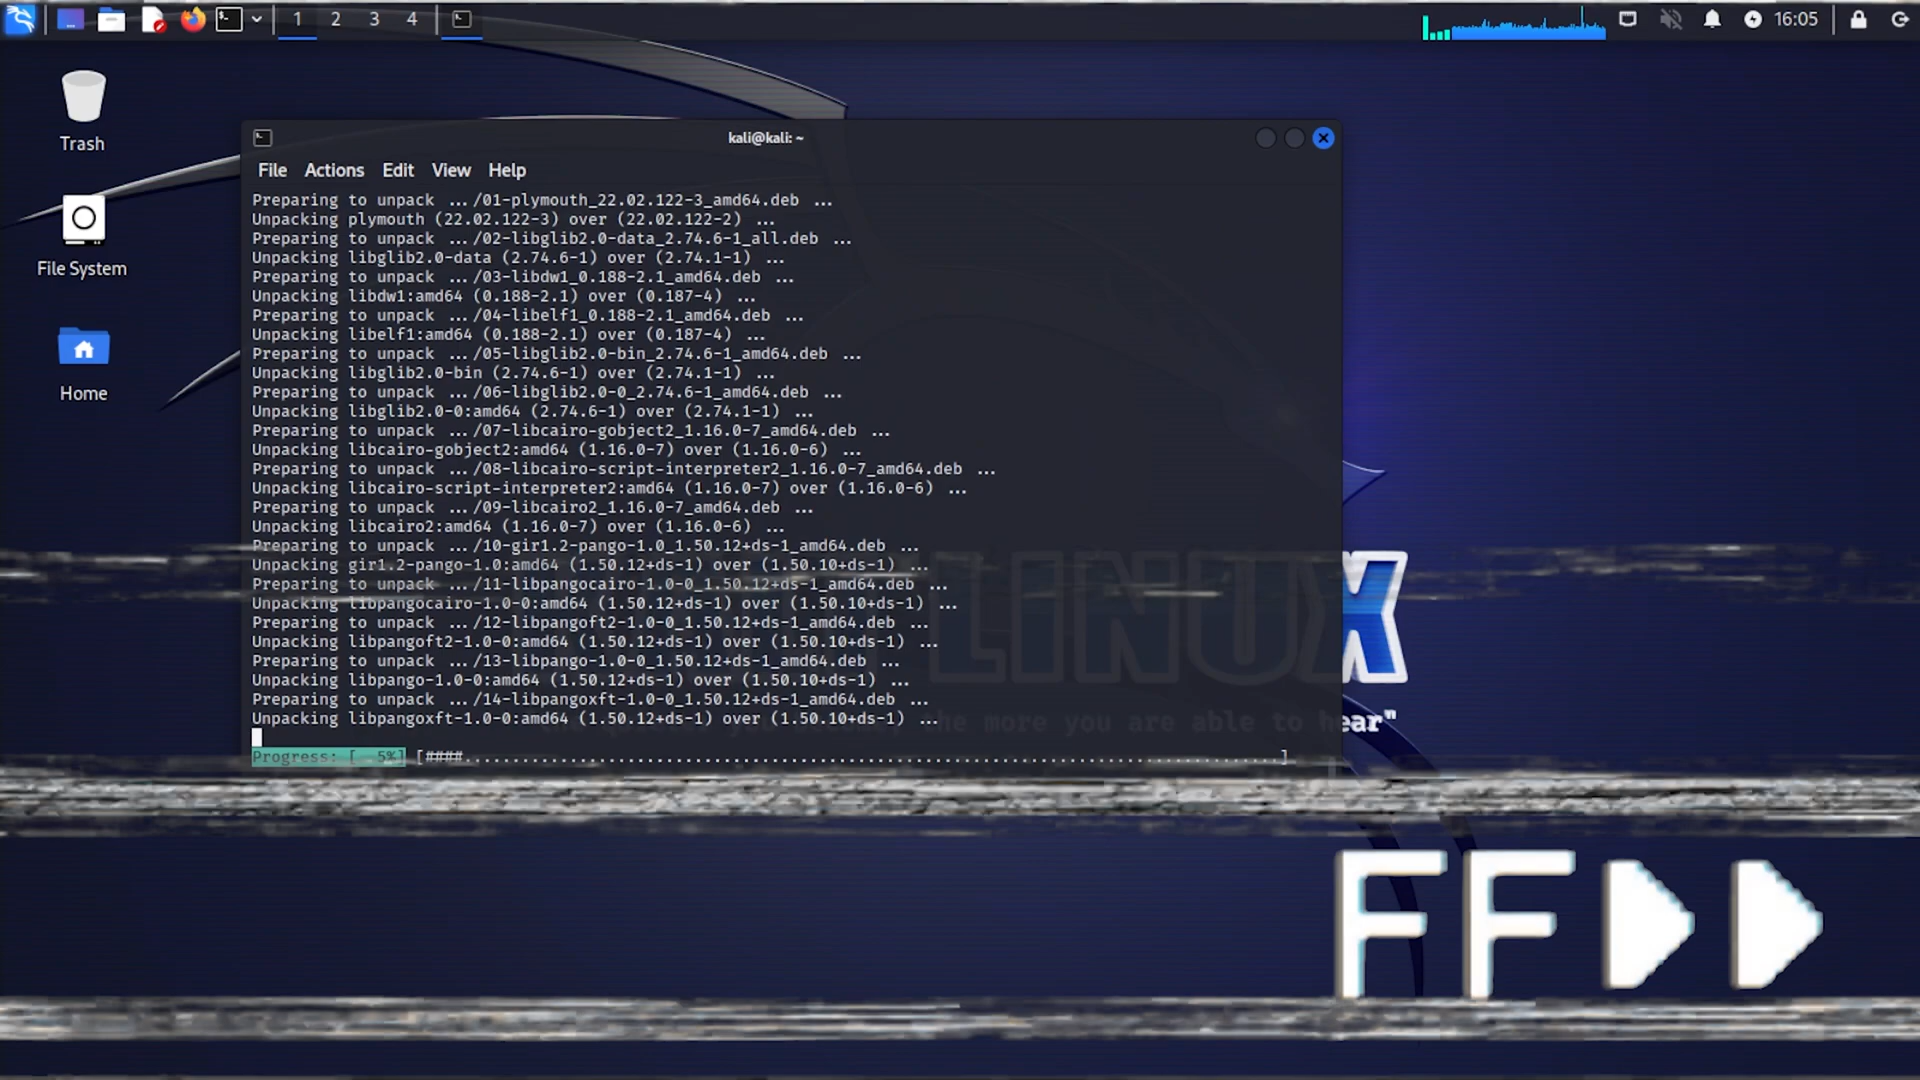 1 2 3 4
16:05
Trash
File System
Home
kali@kali: ~
File Actions Edit View Help
Preparing to unpack .../01-plymouth_22.02.122-3_amd64.deb ...
Unpacking plymouth (22.02.122-3) over (22.02.122-2) ...
Preparing to unpack .../02-libglib2.0-data_2.74.6-1_all.deb ...
Unpacking libglib2.0-data (2.74.6-1) over (2.74.1-1) ...
Preparing to unpack .../03-libdw1_0.188-2.1_amd64.deb ...
Unpacking libdw1:amd64 (0.188-2.1) over (0.187-4) ...
Preparing to unpack .../04-libelf1_0.188-2.1_amd64.deb ...
Unpacking libelf1:amd64 (0.188-2.1) over (0.187-4) ...
Preparing to unpack .../05-libglib2.0-bin_2.74.6-1_amd64.deb ...
Unpacking libglib2.0-bin (2.74.6-1) over (2.74.1-1) ...
Preparing to unpack .../06-libglib2.0-0_2.74.6-1_amd64.deb ...
Unpacking libglib2.0-0:amd64 (2.74.6-1) over (2.74.1-1) ...
Preparing to unpack .../07-libcairo-gobject2_1.16.0-7_amd64.deb ...
Unpacking libcairo-gobject2:amd64 (1.16.0-7) over (1.16.0-6) ...
Preparing to unpack .../08-libcairo-script-interpreter2_1.16.0-7_amd64.deb ...
Unpacking libcairo-script-interpreter2:amd64 (1.16.0-7) over (1.16.0-6) ...
Preparing to unpack .../09-libcairo2_1.16.0-7_amd64.deb ...
Unpacking libcairo2:amd64 (1.16.0-7) over (1.16.0-6) ...
Preparing to unpack .../10-gir1.2-pango-1.0_1.50.12+ds-1_amd64.deb ...
Unpacking gir1.2-pango-1.0:amd64 (1.50.12+ds-1) over (1.50.10+ds-1) ...
Preparing to unpack .../11-libpangocairo-1.0-0_1.50.12+ds-1_amd64.deb ...
Unpacking libpangocairo-1.0-0:amd64 (1.50.12+ds-1) over (1.50.10+ds-1) ...
Preparing to unpack .../12-libpangoft2-1.0-0_1.50.12+ds-1_amd64.deb ...
Unpacking libpangoft2-1.0-0:amd64 (1.50.12+ds-1) over (1.50.10+ds-1) ...
Preparing to unpack .../13-libpango-1.0-0_1.50.12+ds-1_amd64.deb ...
Unpacking libpango-1.0-0:amd64 (1.50.12+ds-1) over (1.50.10+ds-1) ...
Preparing to unpack .../14-libpangoxft-1.0-0_1.50.12+ds-1_amd64.deb ...
Unpacking libpangoxft-1.0-0:amd64 (1.50.12+ds-1) over (1.50.10+ds-1) ...
Progress: [  5%] [####......................................................................................]
LINUX
the more you are able to hear"
FF